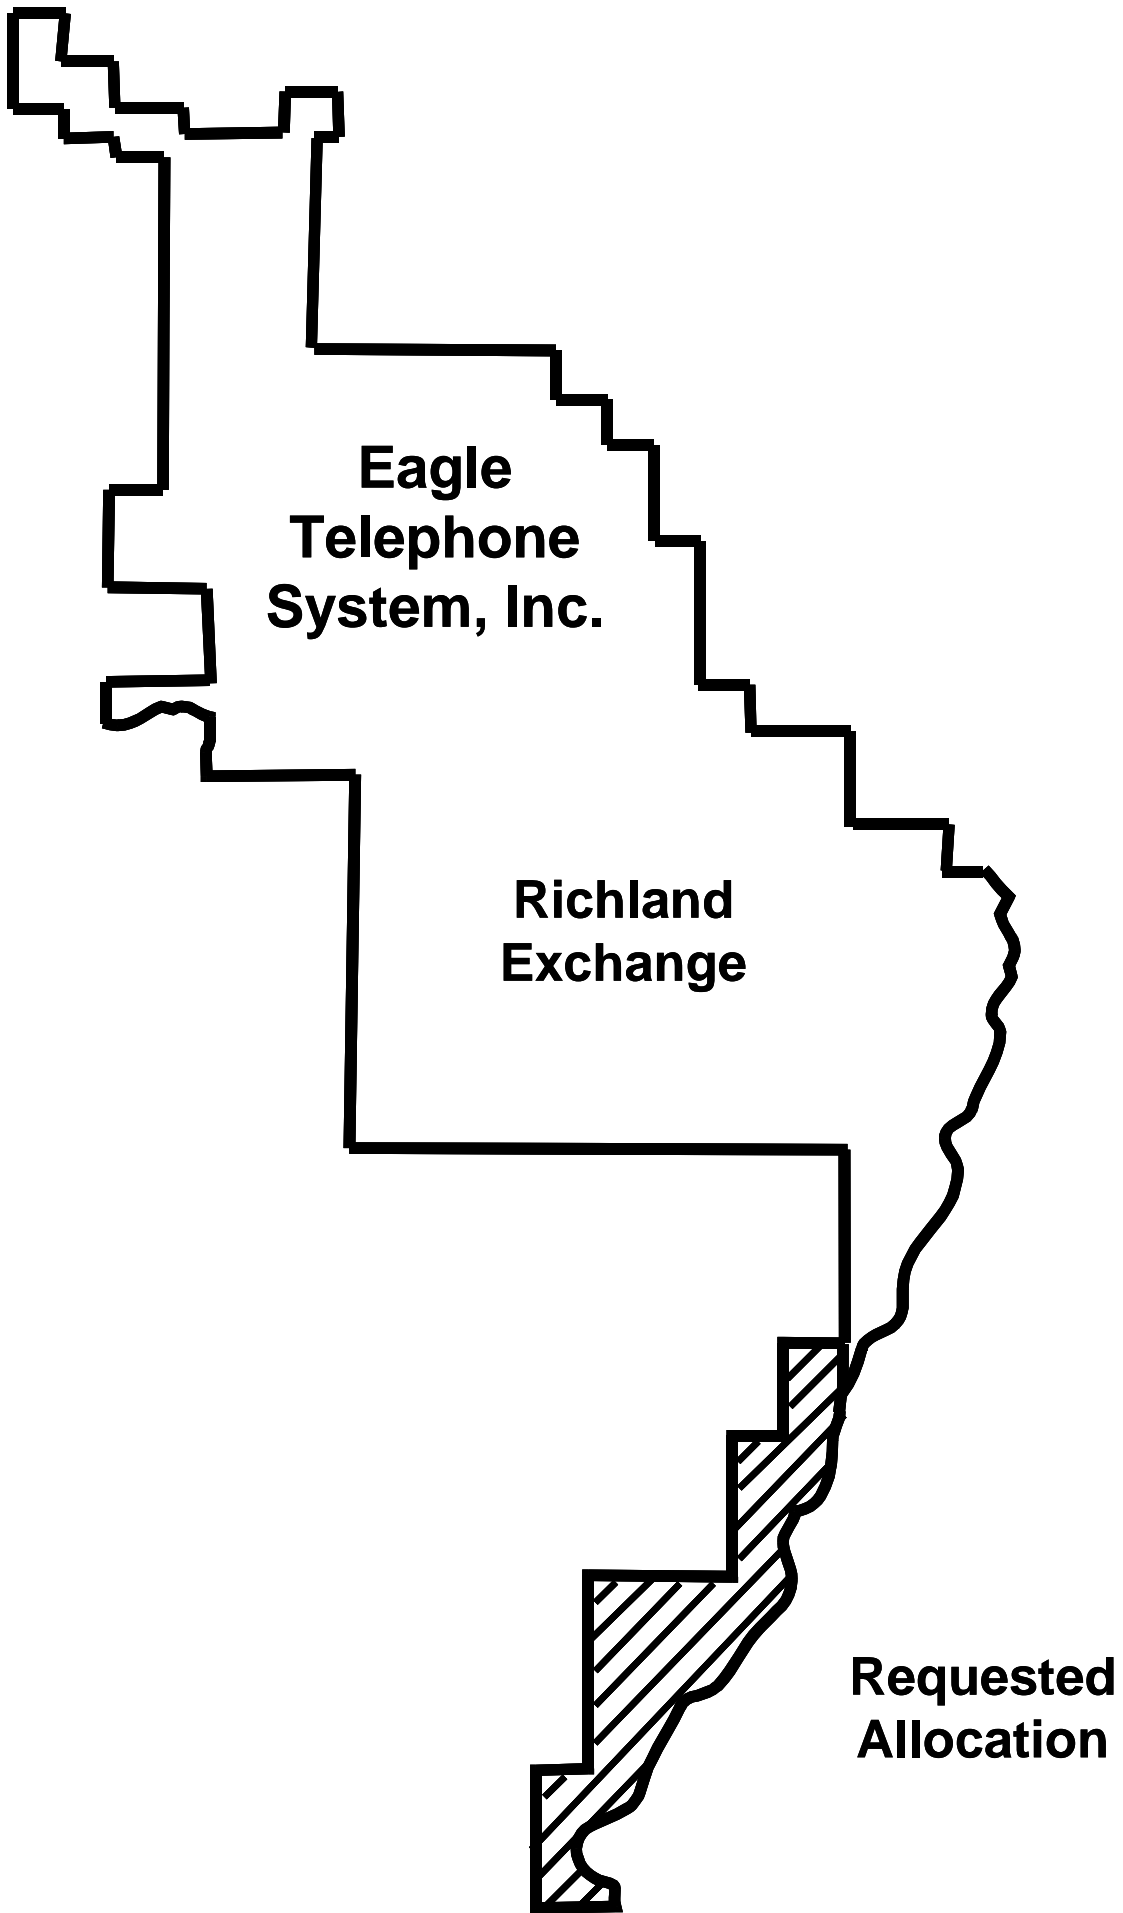 Eagle
Telephone
System, Inc.
Richland
Exchange
Requested
Allocation